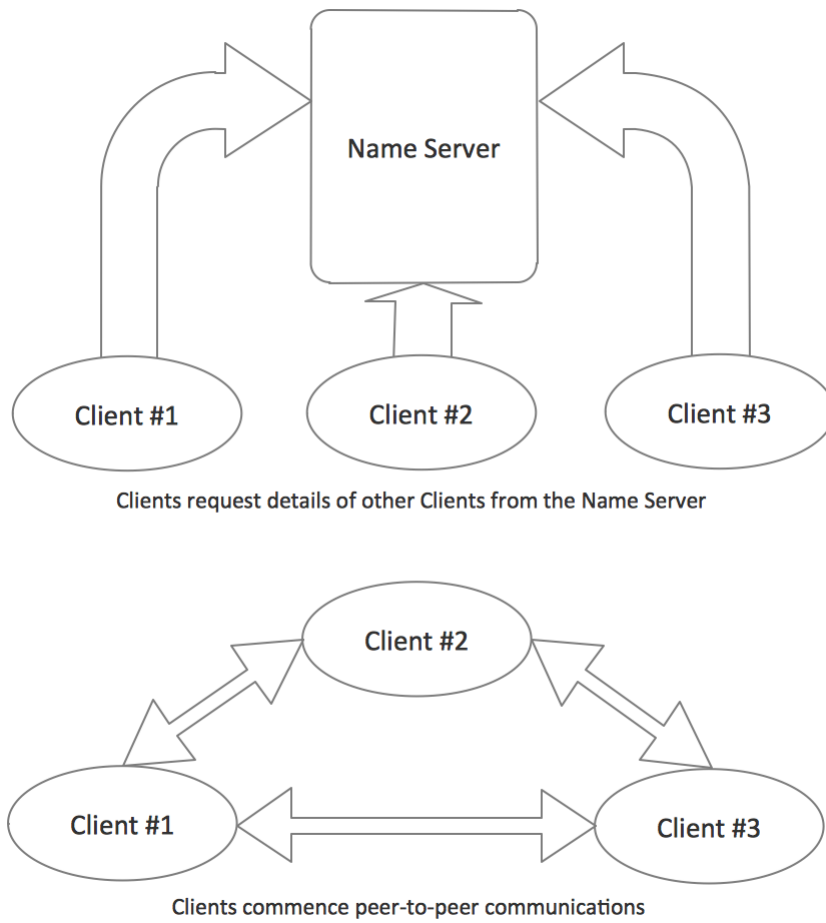 Name Server
Client #1
Client #2
Client #3
Clients request details of other Clients from the Name Server
Client #2
Client #1
Client #3
Clients commence peer-to-peer communications